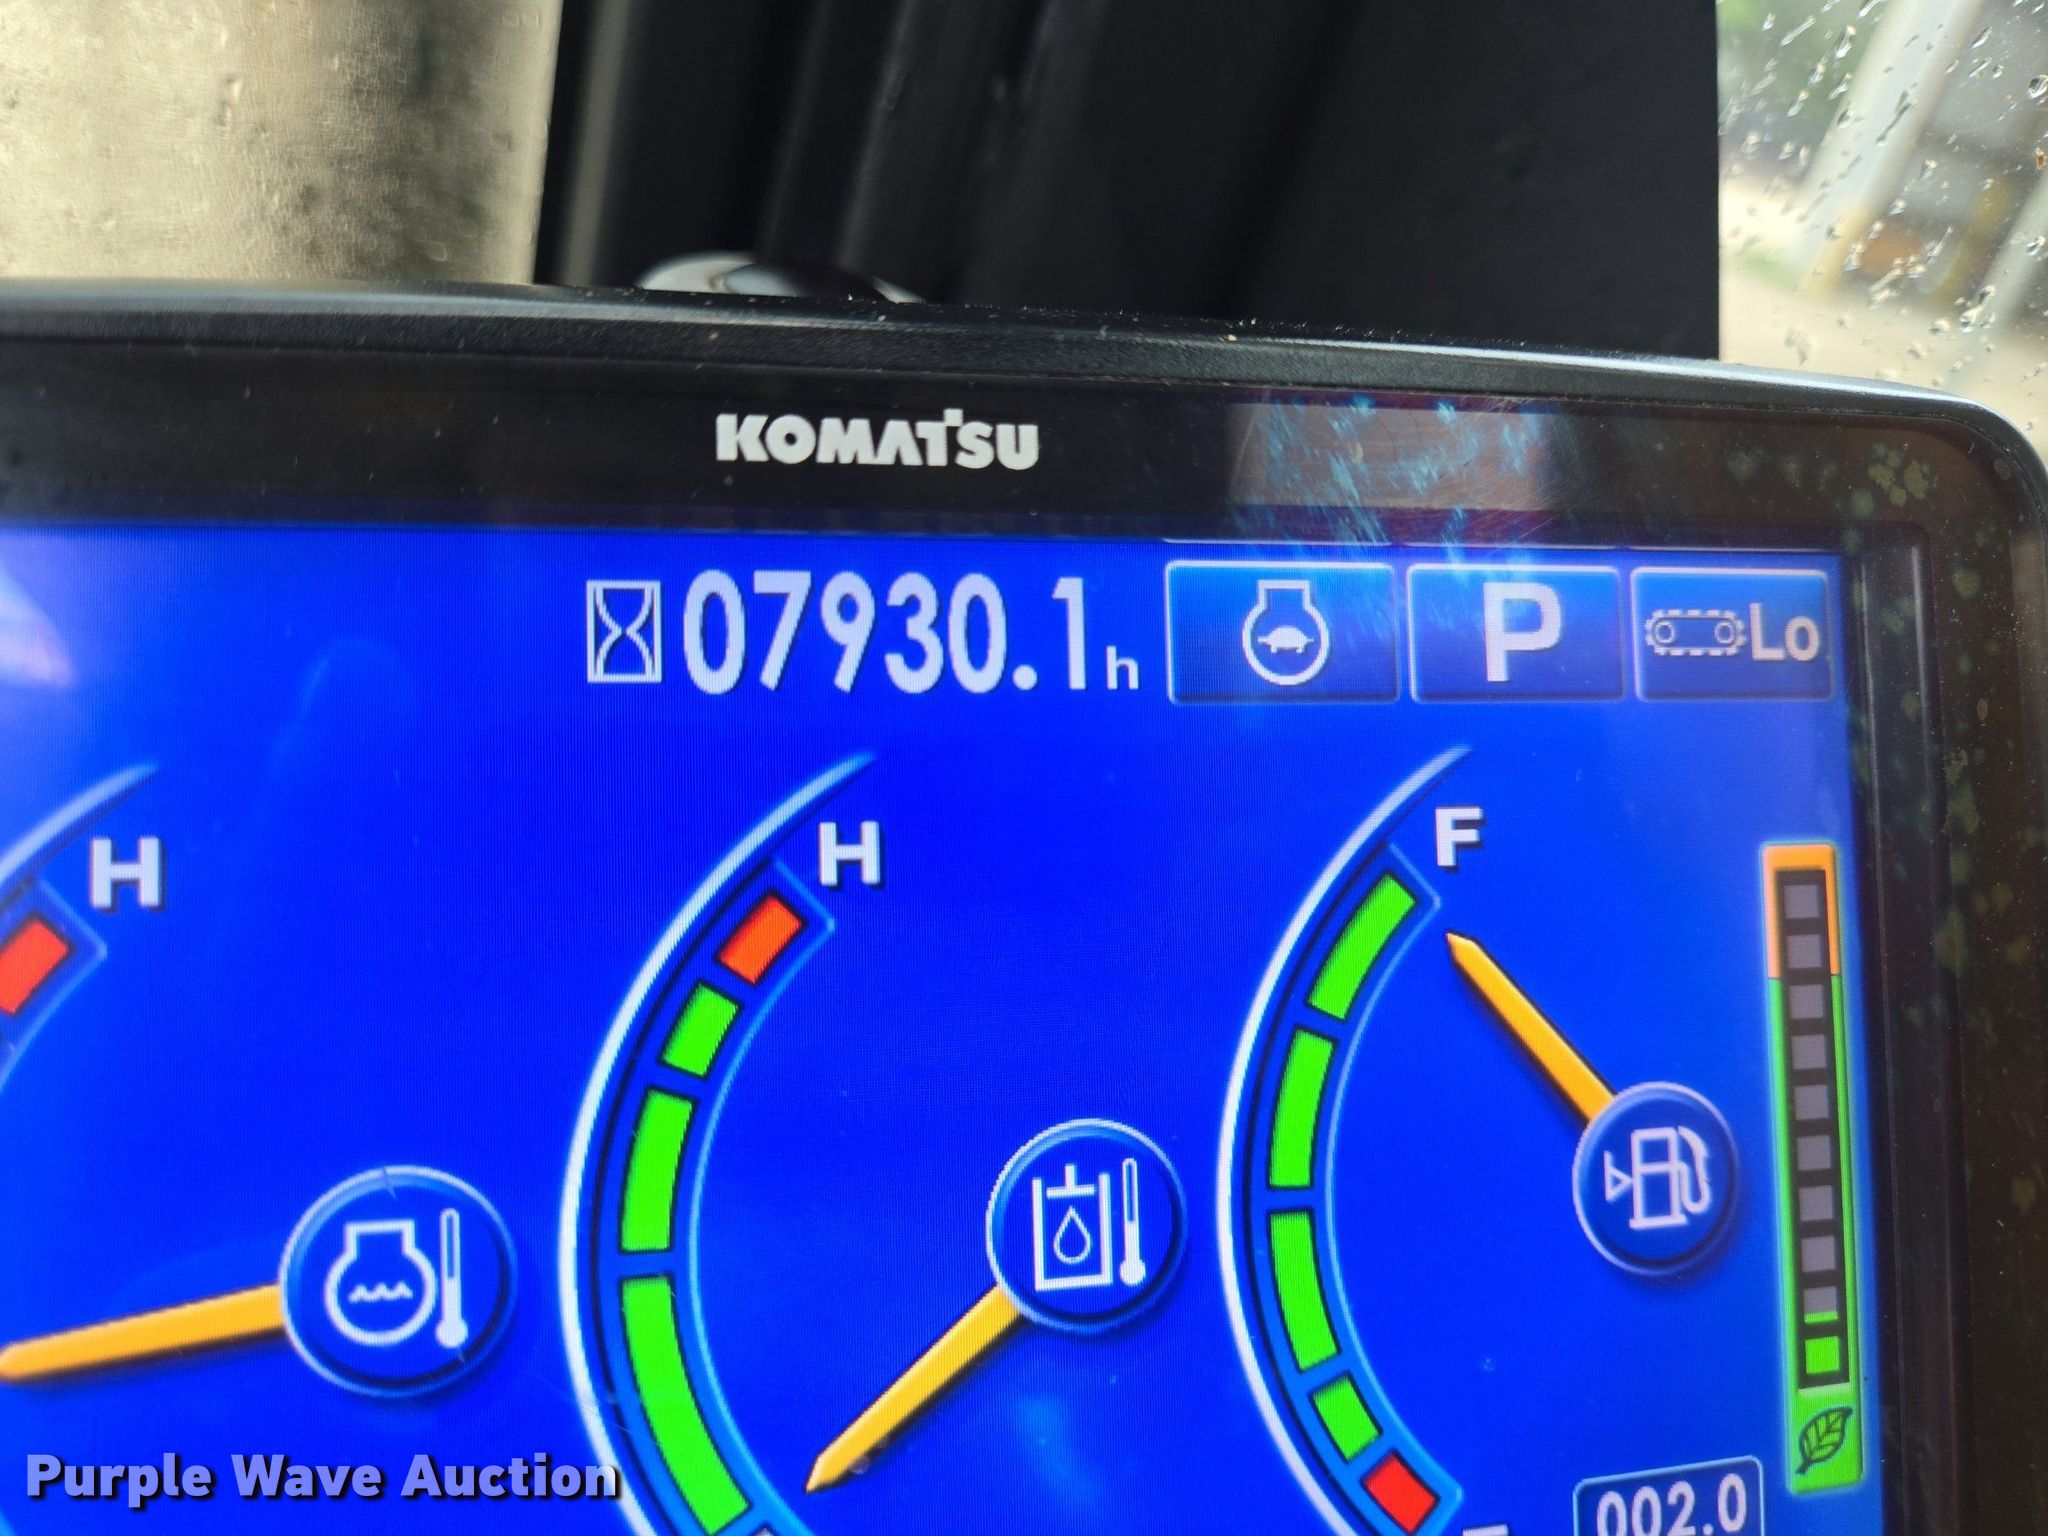 KOMATSU
07930.1h P Lo
H H F
002.0
Purple Wave Auction